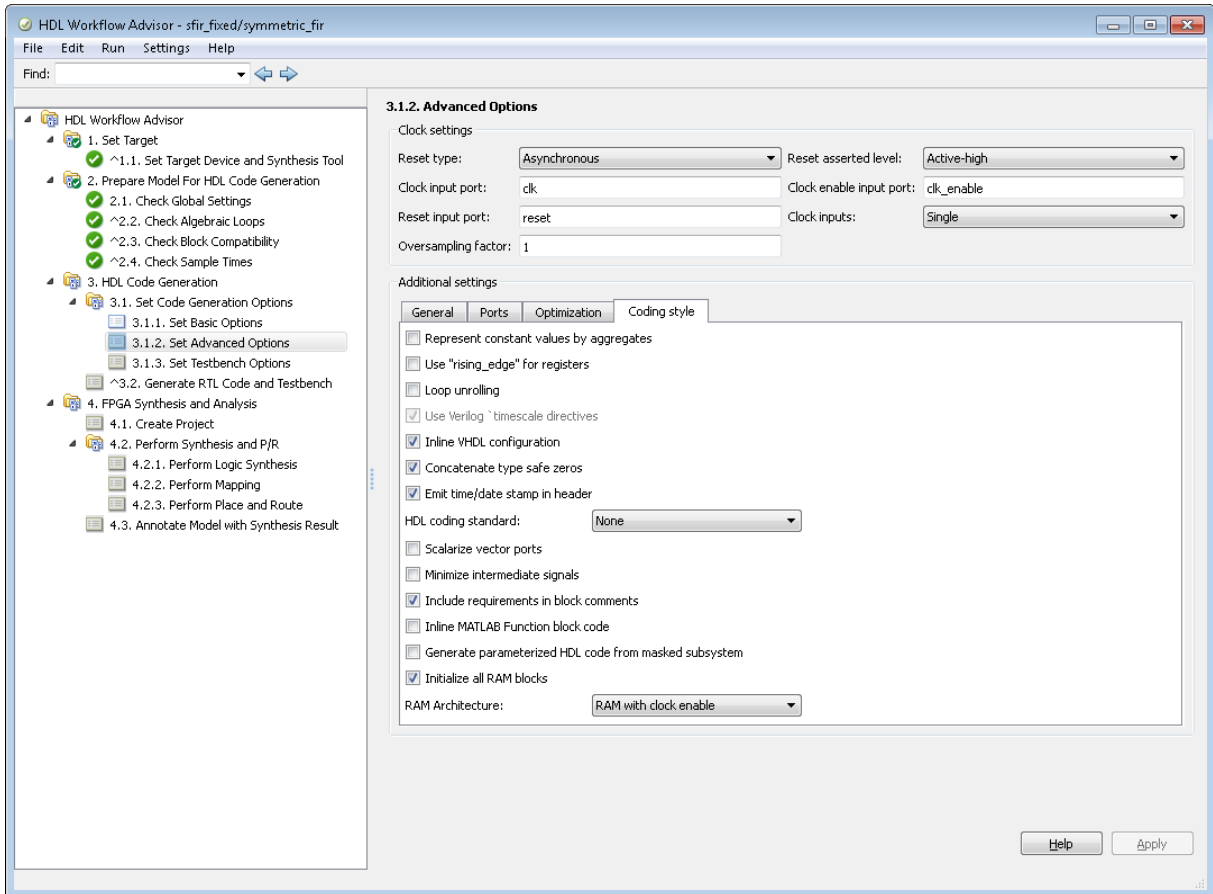 HDL Workflow Advisor - sfir_fixed/symmetric_fir
File Edit Run Settings Help
Find:
HDL Workflow Advisor
1. Set Target
^1.1. Set Target Device and Synthesis Tool
2. Prepare Model For HDL Code Generation
2.1. Check Global Settings
^2.2. Check Algebraic Loops
^2.3. Check Block Compatibility
^2.4. Check Sample Times
3. HDL Code Generation
3.1. Set Code Generation Options
3.1.1. Set Basic Options
3.1.2. Set Advanced Options
3.1.3. Set Testbench Options
^3.2. Generate RTL Code and Testbench
4. FPGA Synthesis and Analysis
4.1. Create Project
4.2. Perform Synthesis and P/R
4.2.1. Perform Logic Synthesis
4.2.2. Perform Mapping
4.2.3. Perform Place and Route
4.3. Annotate Model with Synthesis Result
3.1.2. Advanced Options
Clock settings
Reset type: Asynchronous Reset asserted level: Active-high
Clock input port: clk Clock enable input port: clk_enable
Reset input port: reset Clock inputs: Single
Oversampling factor: 1
Additional settings
General Ports Optimization Coding style
Represent constant values by aggregates
Use "rising_edge" for registers
Loop unrolling
Use Verilog `timescale directives
Inline VHDL configuration
Concatenate type safe zeros
Emit time/date stamp in header
HDL coding standard: None
Scalarize vector ports
Minimize intermediate signals
Include requirements in block comments
Inline MATLAB Function block code
Generate parameterized HDL code from masked subsystem
Initialize all RAM blocks
RAM Architecture: RAM with clock enable
Help Apply